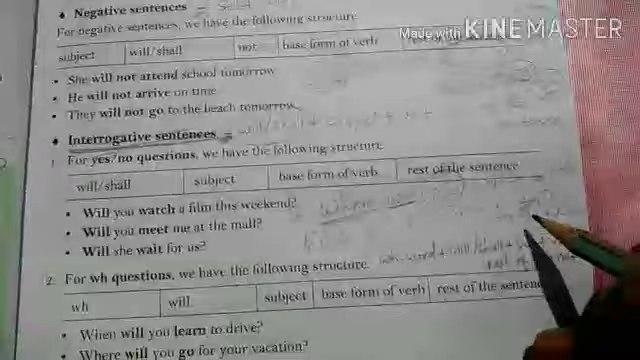 Made with KINEMASTER
♦ Negative sentences =
For negative sentences, we have the following structure.
subject will/shall not base form of verb
• She will not attend school tomorrow
• He will not arrive on time
• They will not go to the beach tomorrow.
♦ Interrogative sentences =
1. For yes/no questions, we have the following structure
will/shall subject base form of verb rest of the sentence
• Will you watch a film this weekend?
• Will you meet me at the mall?
• Will she wait for us?
2. For wh questions, we have the following structure. wh-word + will/shall +
wh will subject base form of verb rest of the sentence
• When will you learn to drive?
• Where will you go for your vacation?